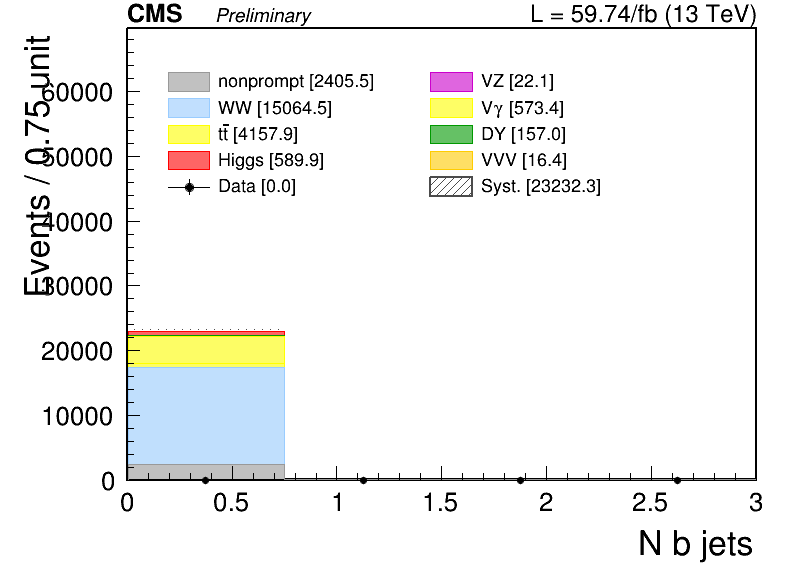 CMS Preliminary L = 59.74/fb (13 TeV)
Events / 0.75 unit
60000
50000
40000
30000
20000
10000
0
nonprompt [2405.5] VZ [22.1]
WW [15064.5] Vγ [573.4]
tt̄ [4157.9] DY [157.0]
Higgs [589.9] VVV [16.4]
Data [0.0] Syst. [23232.3]
0 0.5 1 1.5 2 2.5 3
N b jets